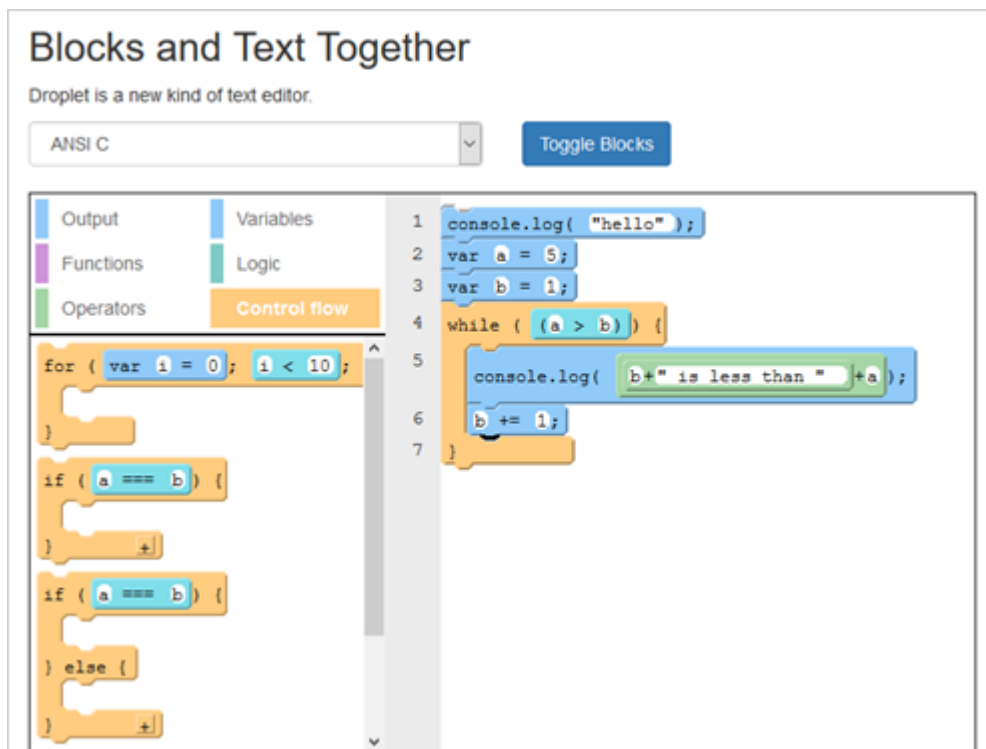 Blocks and Text Together
Droplet is a new kind of text editor.
ANSI C
Toggle Blocks
Output Variables
Functions Logic
Operators Control flow
for ( var i = 0; i < 10;
}
if ( a === b ) {
} +
if ( a === b ) {
} else {
} +
1 console.log( "hello" );
2 var a = 5;
3 var b = 1;
4 while ( (a > b) ) {
5 console.log( b+" is less than " +a );
6 b += 1;
7 }